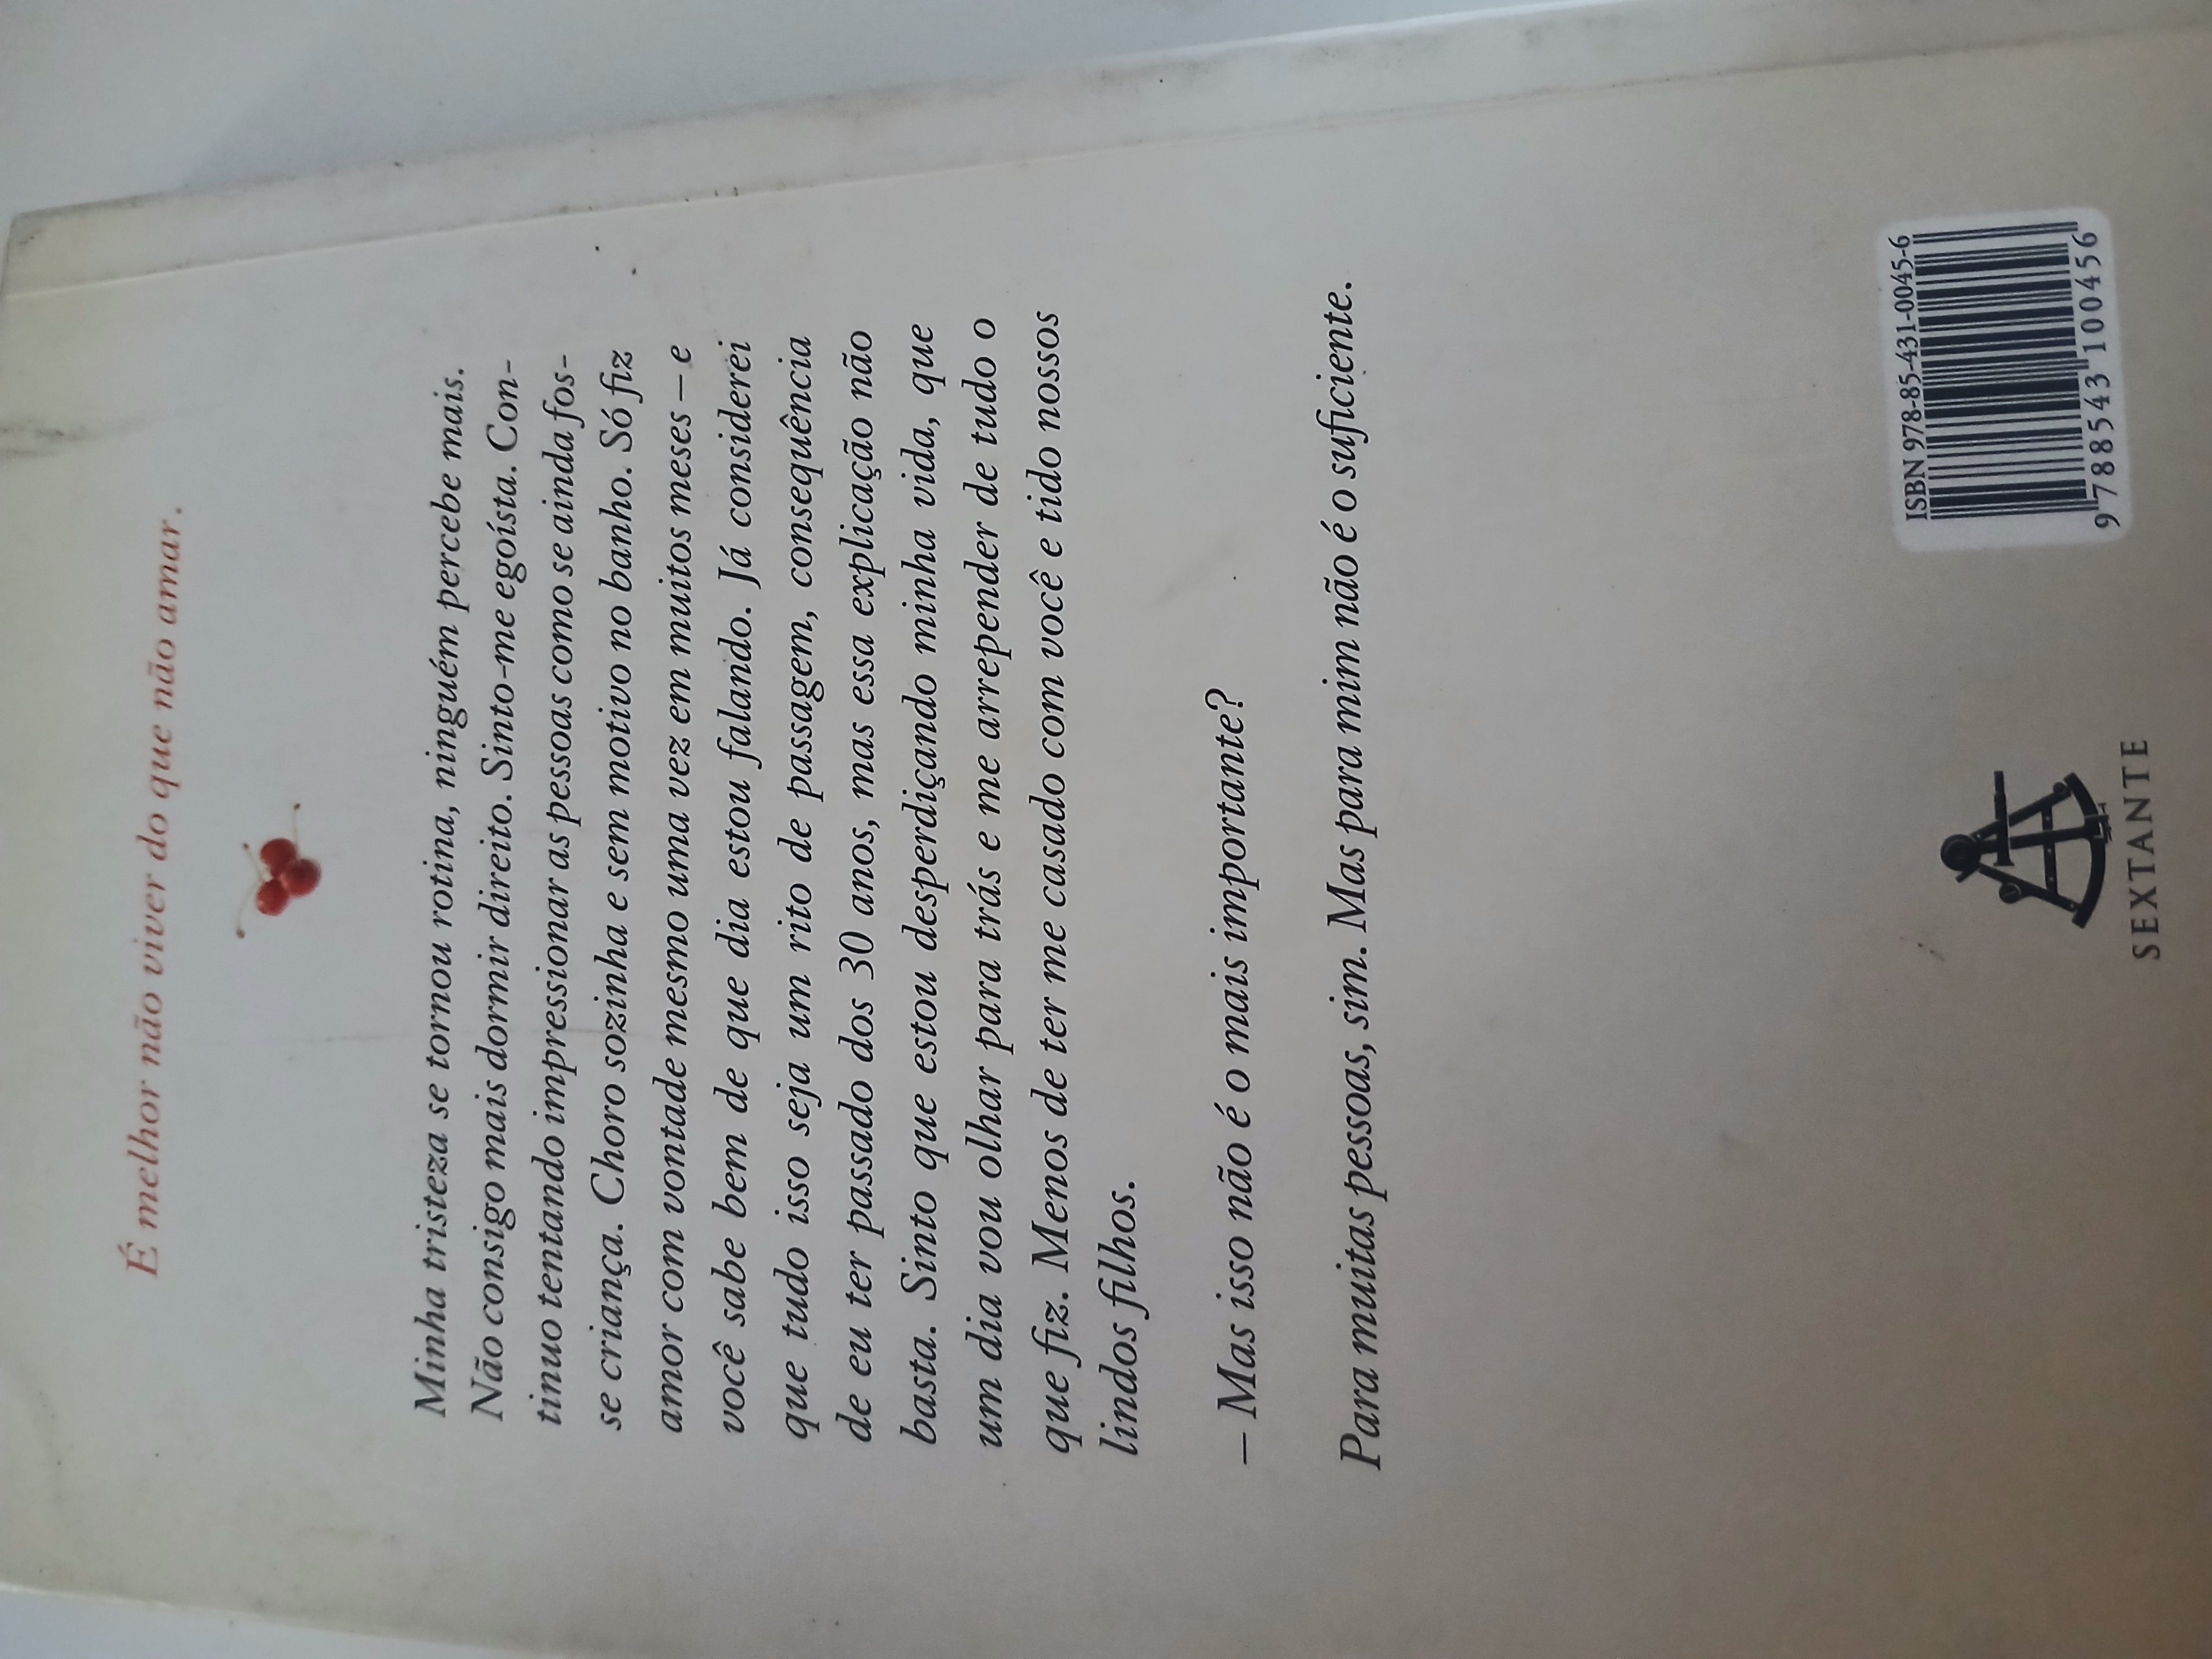 É melhor não viver do que não amar.
Minha tristeza se tornou rotina, ninguém percebe mais.
Não consigo mais dormir direito. Sinto-me egoísta. Con-
tinuo tentando impressionar as pessoas como se ainda fos-
se criança. Choro sozinha e sem motivo no banho. Só fiz
amor com vontade mesmo uma vez em muitos meses – e
você sabe bem de que dia estou falando. Já considerei
que tudo isso seja um rito de passagem, consequência
de eu ter passado dos 30 anos, mas essa explicação não
basta. Sinto que estou desperdiçando minha vida, que
um dia vou olhar para trás e me arrepender de tudo o
que fiz. Menos de ter me casado com você e tido nossos
lindos filhos.
– Mas isso não é o mais importante?
Para muitas pessoas, sim. Mas para mim não é o suficiente.
SEXTANTE
ISBN 978-85-431-0045-6
9 788543 100456